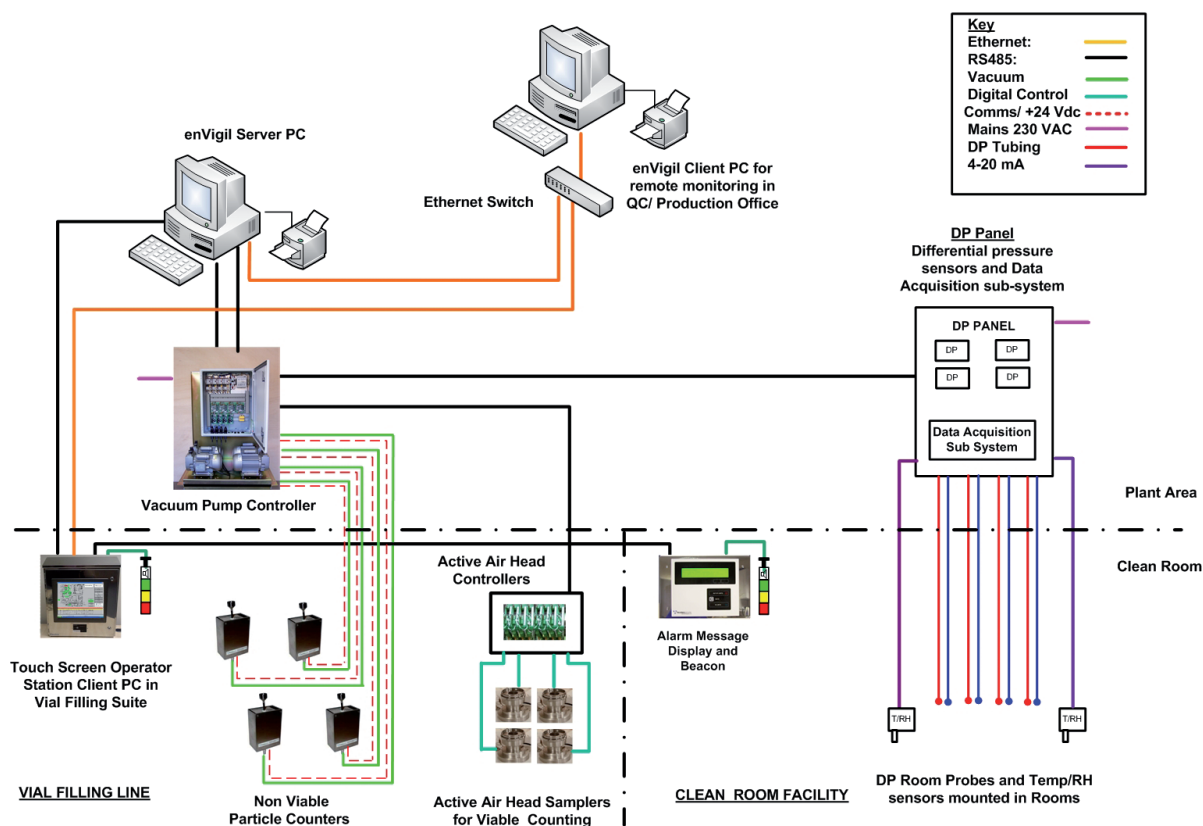 Key
Ethernet:
RS485:
Vacuum
Digital Control
Comms/ +24 Vdc
Mains 230 VAC
DP Tubing
4-20 mA
enVigil Server PC
Ethernet Switch
enVigil Client PC for
remote monitoring in
QC/ Production Office
DP Panel
Differential pressure
sensors and Data
Acquisition sub-system
DP PANEL
DP
DP
DP
DP
Data Acquisition
Sub System
Vacuum Pump Controller
Plant Area
Clean Room
Active Air Head
Controllers
Alarm Message
Display and
Beacon
Touch Screen Operator
Station Client PC in
Vial Filling Suite
T/RH
T/RH
VIAL FILLING LINE
Non Viable
Particle Counters
Active Air Head Samplers
for Viable Counting
CLEAN ROOM FACILITY
DP Room Probes and Temp/RH
sensors mounted in Rooms